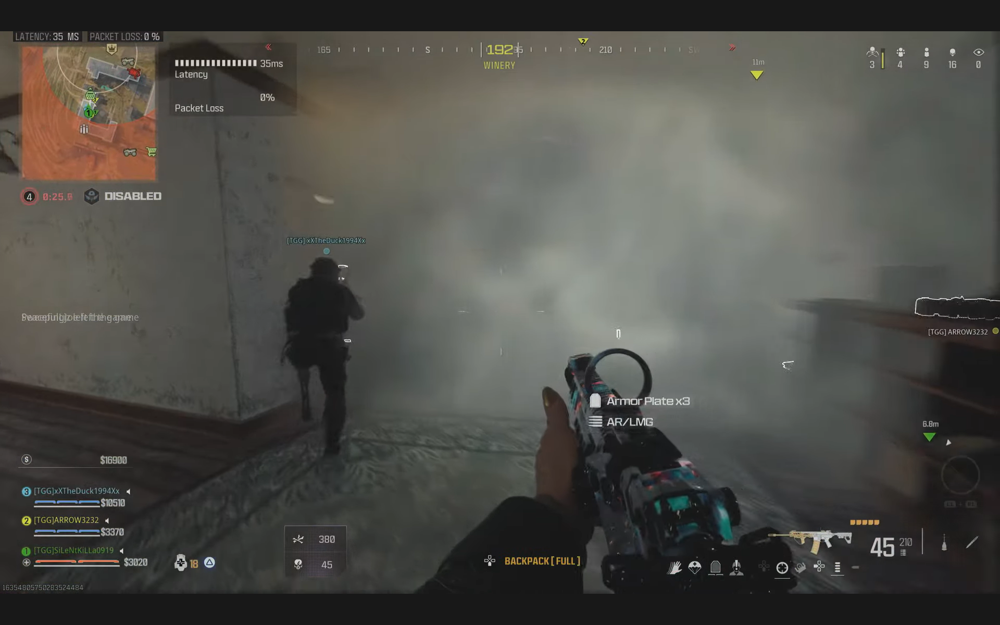 LATENCY: 35 MS PACKET LOSS: 0 %
35ms
Latency
0%
Packet Loss
165 S 192 210 SW
WINERY
2
11m
3 4 9 16 0
1
4 0:25. DISABLED
[TGG] xXTheDuck1994Xx
left the game
[TGG] ARROW3232
Armor Plate x3
AR/LMG
6.8m
$ $16900
3 [TGG]xXTheDuck1994Xx
$10510
2 [TGG]ARROW3232
$3370
1 [TGG]SiLeNtKiLLa0919
$3020
18
380
45
BACKPACK [ FULL ]
45 210
16354805750283524484